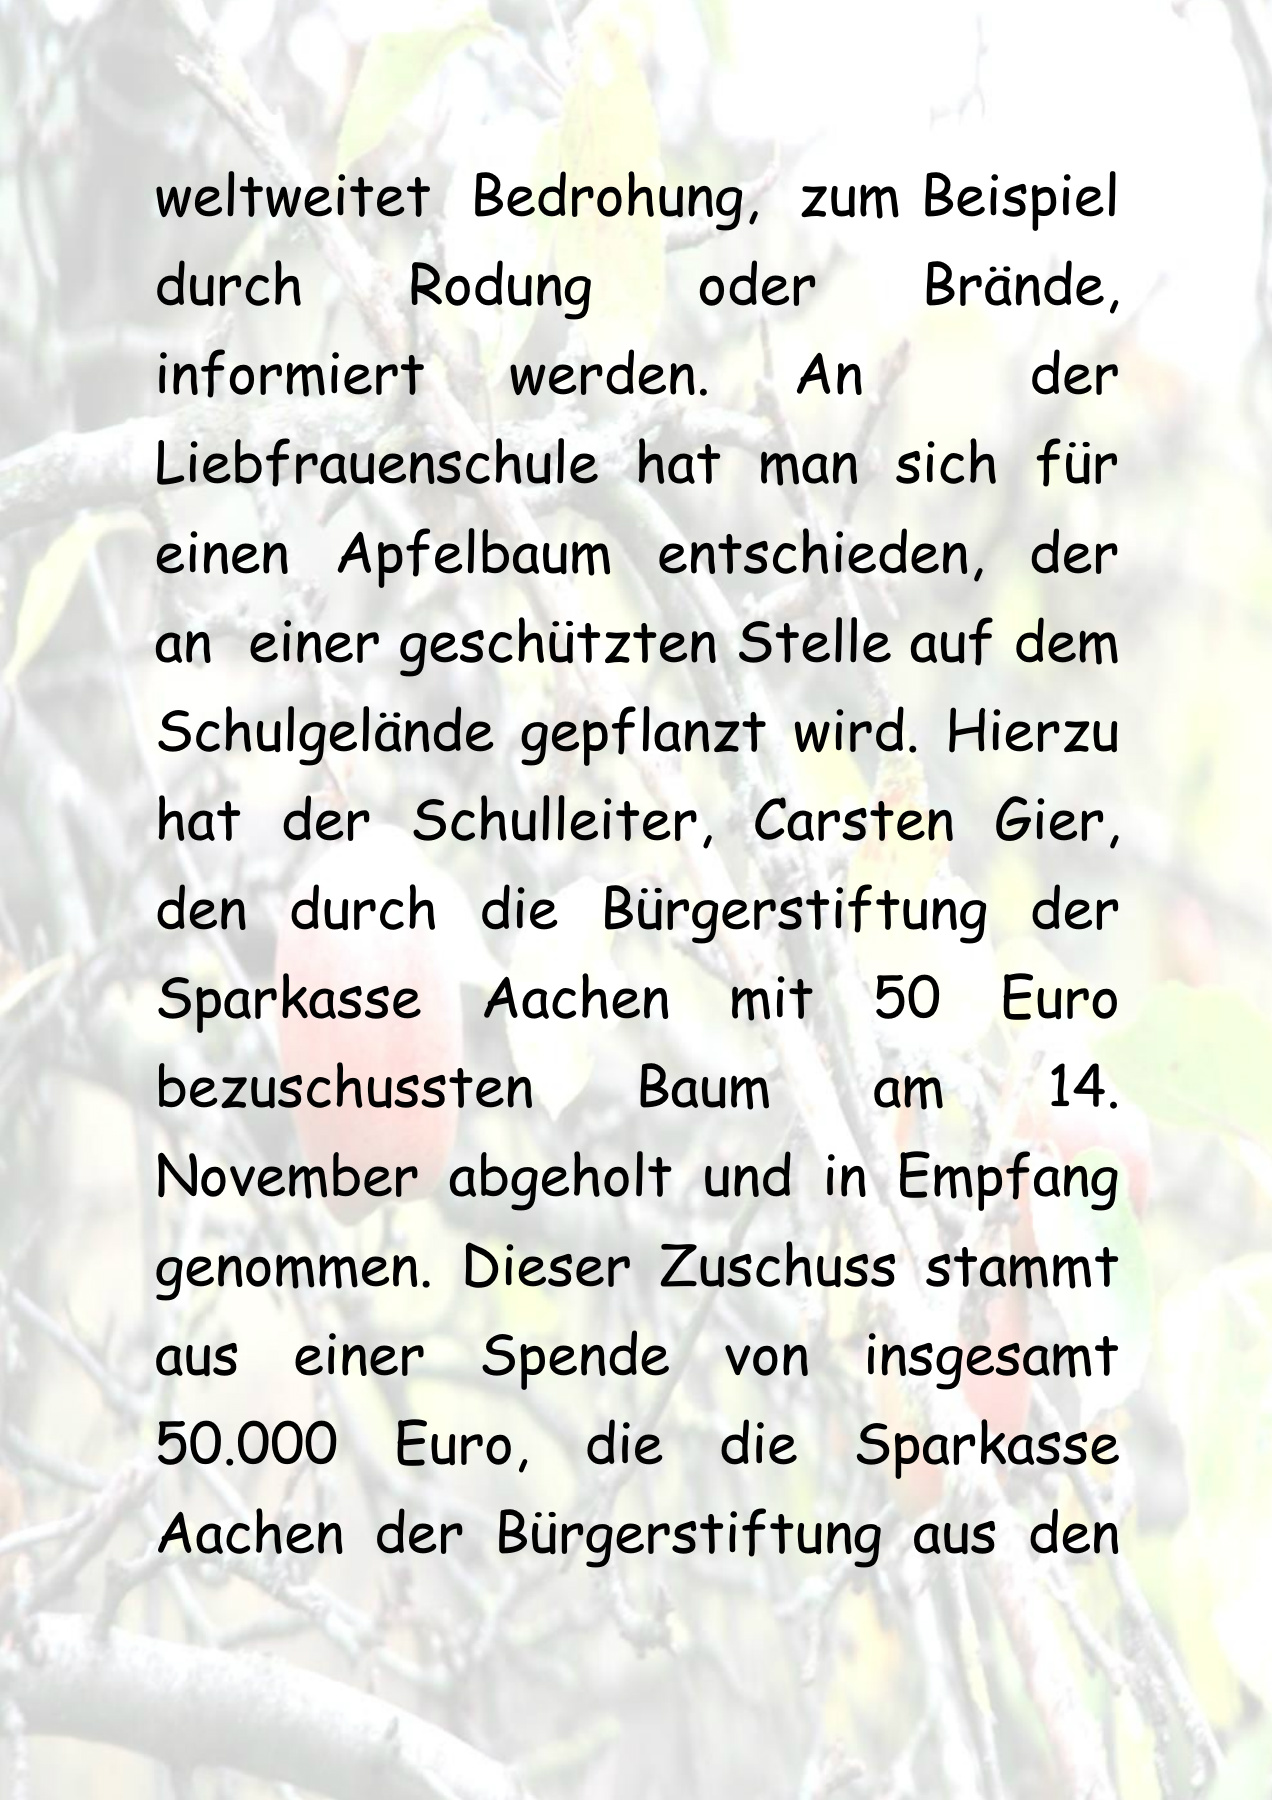 weltweitet Bedrohung, zum Beispiel
durch Rodung oder Brände,
informiert werden. An der
Liebfrauenschule hat man sich für
einen Apfelbaum entschieden, der
an einer geschützten Stelle auf dem
Schulgelände gepflanzt wird. Hierzu
hat der Schulleiter, Carsten Gier,
den durch die Bürgerstiftung der
Sparkasse Aachen mit 50 Euro
bezuschussten Baum am 14.
November abgeholt und in Empfang
genommen. Dieser Zuschuss stammt
aus einer Spende von insgesamt
50.000 Euro, die die Sparkasse
Aachen der Bürgerstiftung aus den